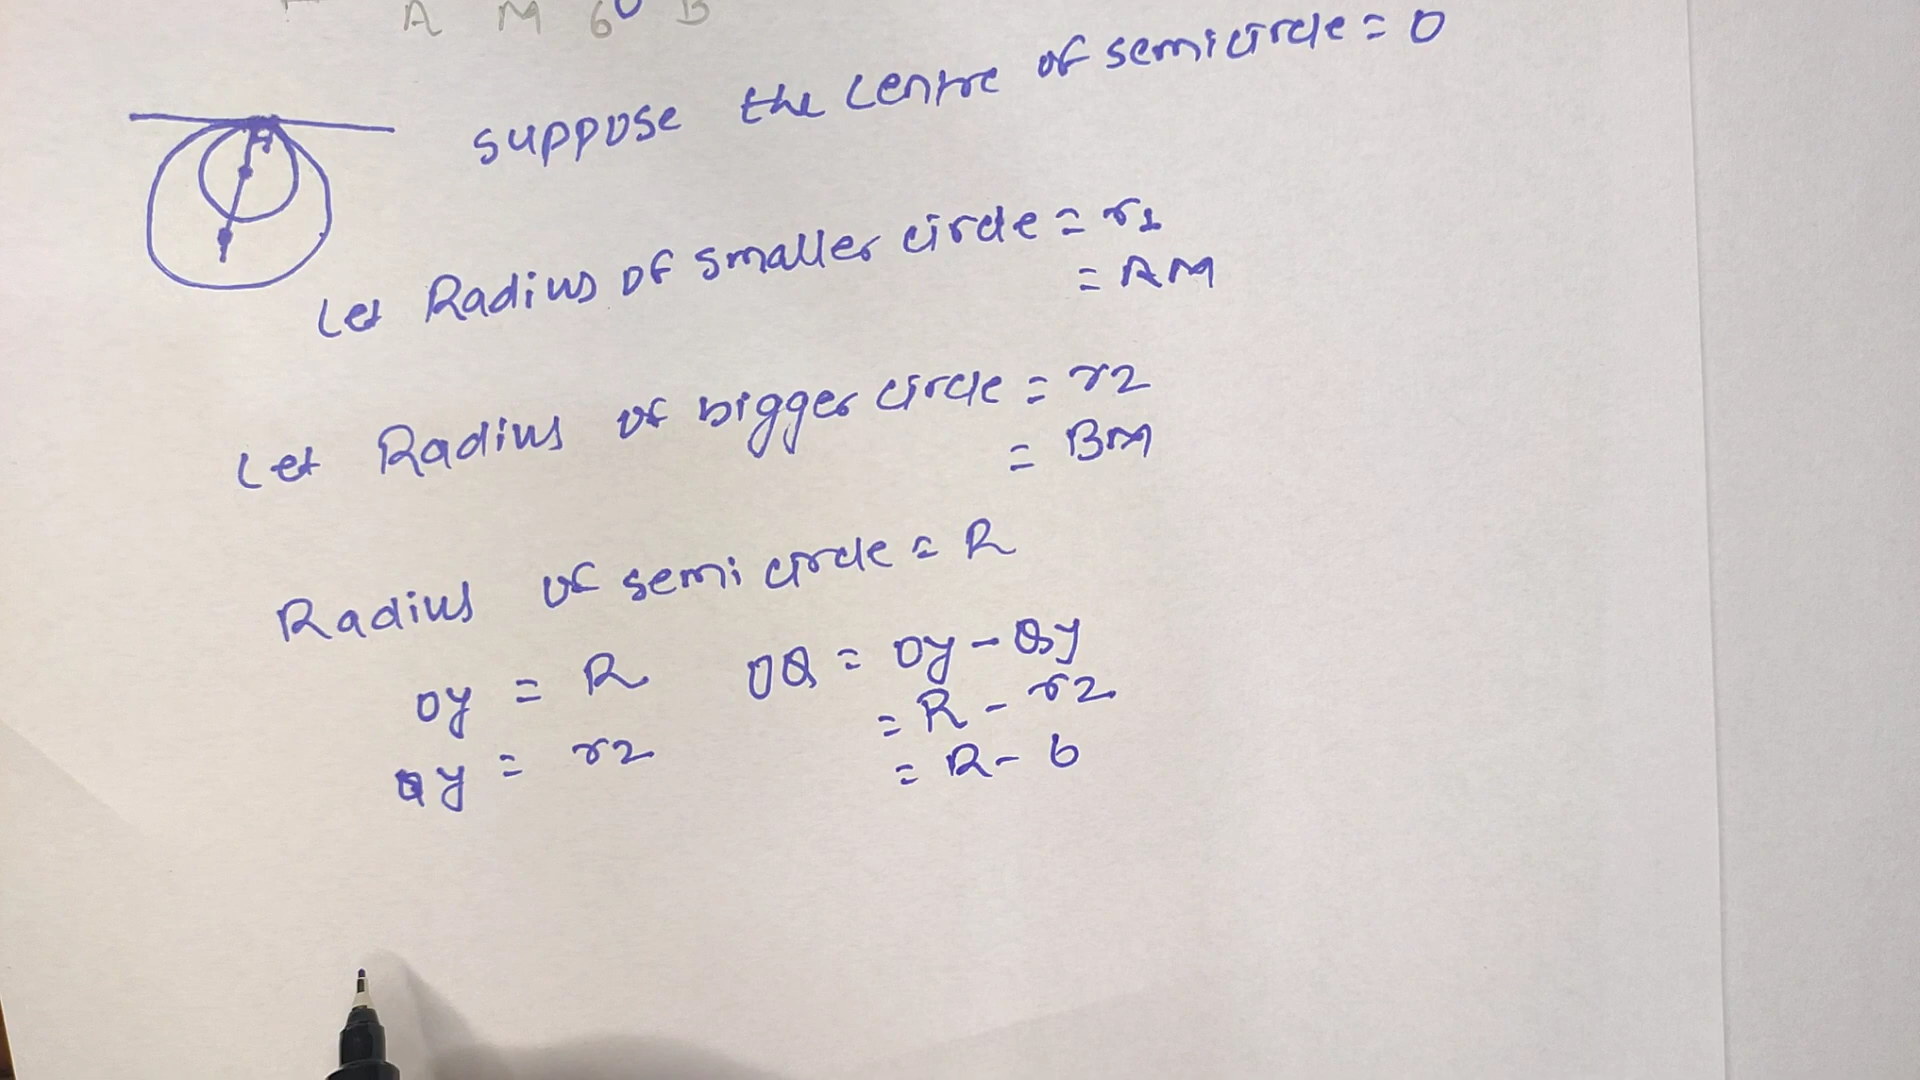 A M 6 B
suppose the centre of semicircle = O
Let Radius of smaller circle = r1
= AM
Let Radius of bigger circle = r2
= BM
Radius of semi circle = R
OY = R OQ = OY - QY
= R - r2
QY = r2
= R - 6